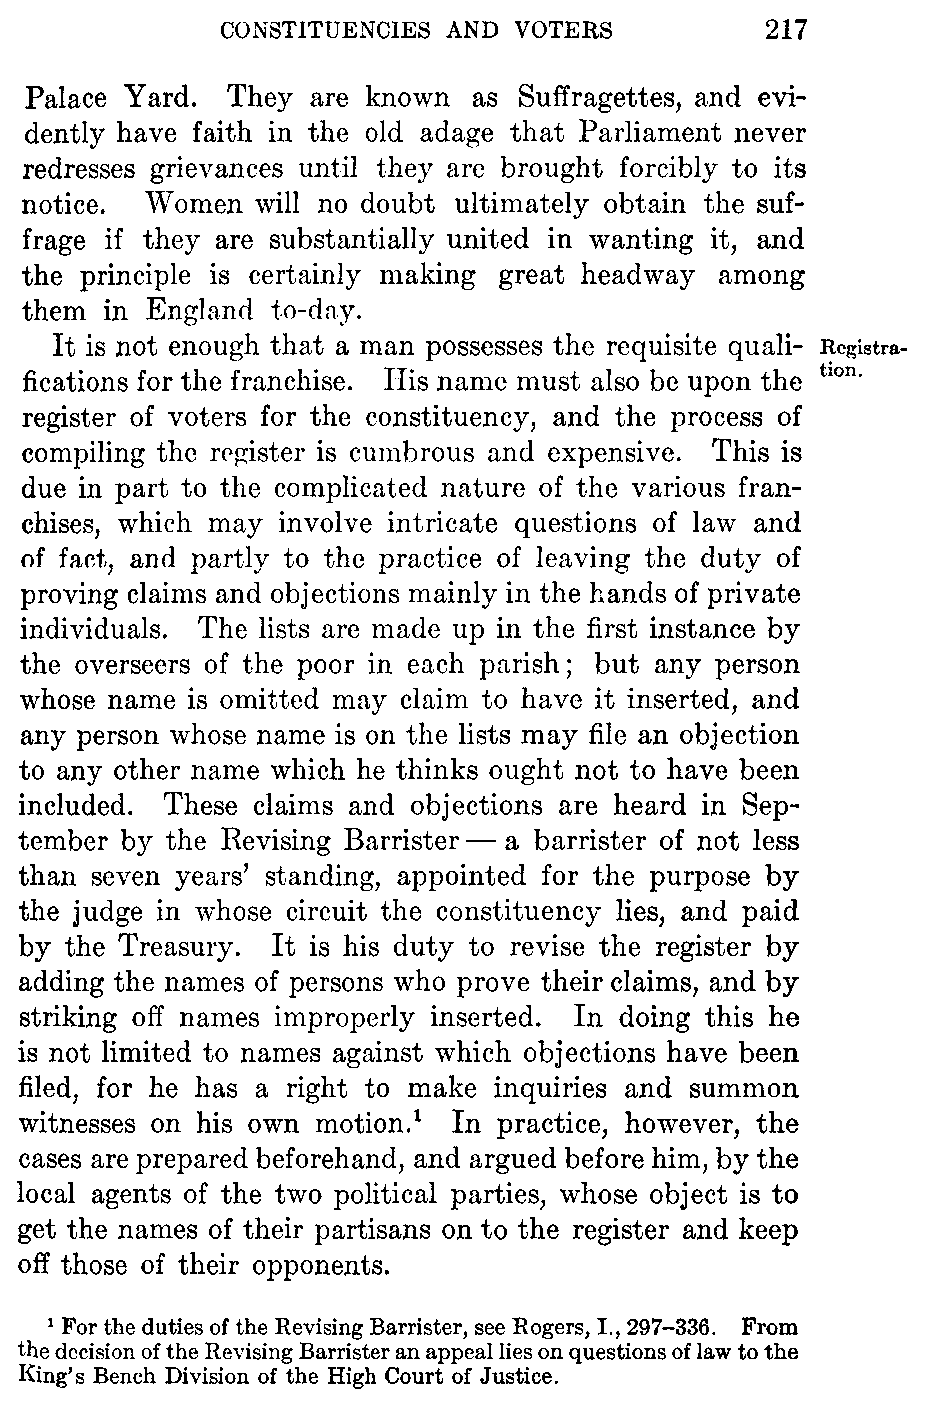 CONSTITUENCIES AND VOTERS 217
Palace Yard. They are known as Suffragettes, and evi-
dently have faith in the old adage that Parliament never
redresses grievances until they are brought forcibly to its
notice. Women will no doubt ultimately obtain the suf-
frage if they are substantially united in wanting it, and
the principle is certainly making great headway among
them in England to-day.
It is not enough that a man possesses the requisite quali-
Registra-
fications for the franchise. His name must also be upon the
tion.
register of voters for the constituency, and the process of
compiling the register is cumbrous and expensive. This is
due in part to the complicated nature of the various fran-
chises, which may involve intricate questions of law and
of fact, and partly to the practice of leaving the duty of
proving claims and objections mainly in the hands of private
individuals. The lists are made up in the first instance by
the overseers of the poor in each parish; but any person
whose name is omitted may claim to have it inserted, and
any person whose name is on the lists may file an objection
to any other name which he thinks ought not to have been
included. These claims and objections are heard in Sep-
tember by the Revising Barrister — a barrister of not less
than seven years' standing, appointed for the purpose by
the judge in whose circuit the constituency lies, and paid
by the Treasury. It is his duty to revise the register by
adding the names of persons who prove their claims, and by
striking off names improperly inserted. In doing this he
is not limited to names against which objections have been
filed, for he has a right to make inquiries and summon
witnesses on his own motion.¹ In practice, however, the
cases are prepared beforehand, and argued before him, by the
local agents of the two political parties, whose object is to
get the names of their partisans on to the register and keep
off those of their opponents.
¹ For the duties of the Revising Barrister, see Rogers, I., 297–336. From
the decision of the Revising Barrister an appeal lies on questions of law to the
King's Bench Division of the High Court of Justice.